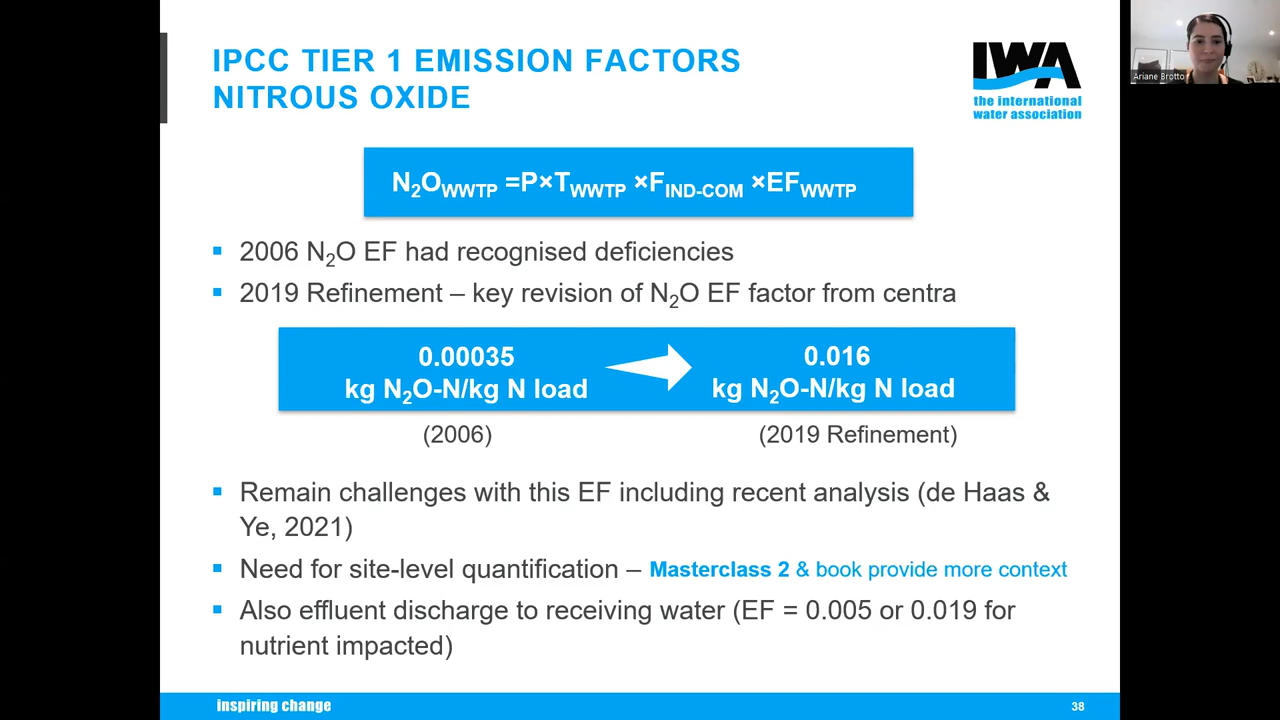 IPCC TIER 1 EMISSION FACTORS
NITROUS OXIDE
IWA
the international
water association
Ariane Brotto
N₂O_WWTP =P×T_WWTP ×F_IND-COM ×EF_WWTP
▪ 2006 N₂O EF had recognised deficiencies
▪ 2019 Refinement – key revision of N₂O EF factor from centra
0.00035
kg N₂O-N/kg N load
0.016
kg N₂O-N/kg N load
(2006)
(2019 Refinement)
▪ Remain challenges with this EF including recent analysis (de Haas &
Ye, 2021)
▪ Need for site-level quantification – Masterclass 2 & book provide more context
▪ Also effluent discharge to receiving water (EF = 0.005 or 0.019 for
nutrient impacted)
inspiring change
38